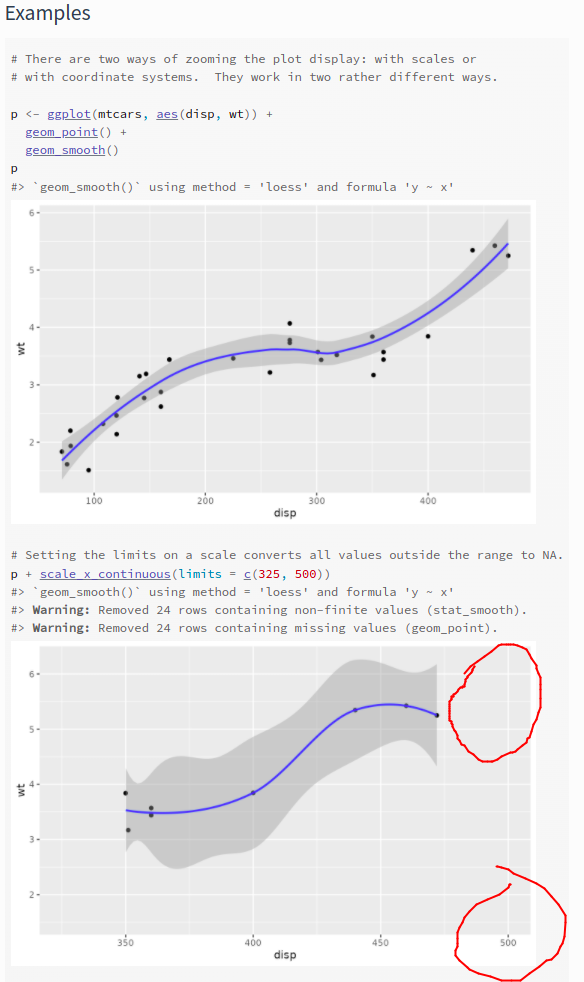 Examples
# There are two ways of zooming the plot display: with scales or
# with coordinate systems.  They work in two rather different ways.
p <- ggplot(mtcars, aes(disp, wt)) +
  geom_point() +
  geom_smooth()
p
#> `geom_smooth()` using method = 'loess' and formula 'y ~ x'
6
5
4
3
2
wt
100 200 300 400
disp
# Setting the limits on a scale converts all values outside the range to NA.
p + scale_x_continuous(limits = c(325, 500))
#> `geom_smooth()` using method = 'loess' and formula 'y ~ x'
#> Warning: Removed 24 rows containing non-finite values (stat_smooth).
#> Warning: Removed 24 rows containing missing values (geom_point).
6
5
4
3
2
wt
350 400 450 500
disp